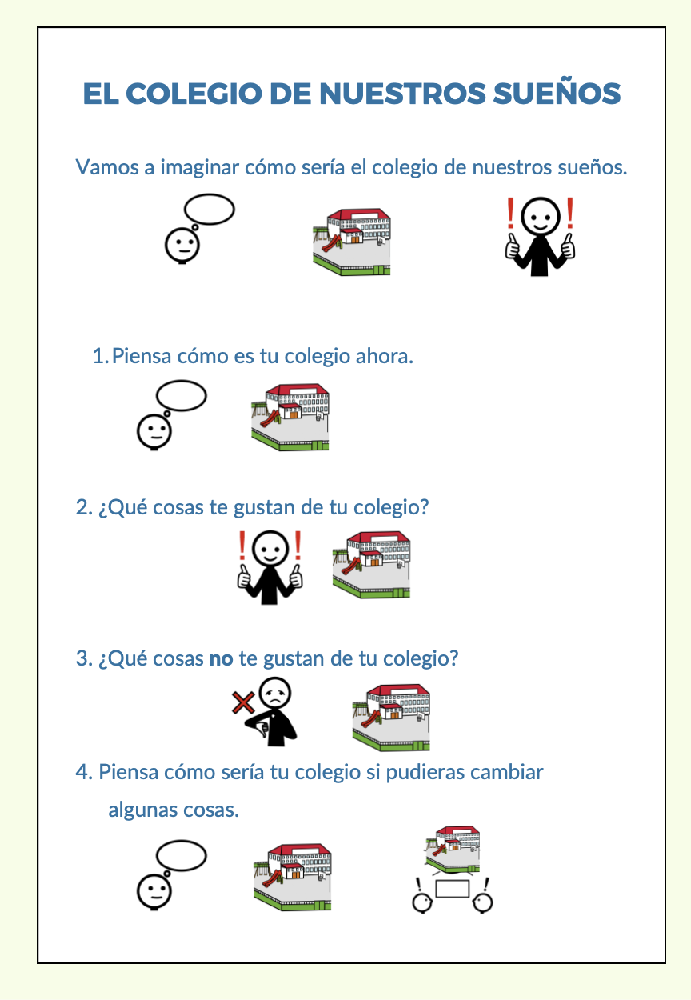 EL COLEGIO DE NUESTROS SUEÑOS
Vamos a imaginar cómo sería el colegio de nuestros sueños.
1. Piensa cómo es tu colegio ahora.
2. ¿Qué cosas te gustan de tu colegio?
3. ¿Qué cosas no te gustan de tu colegio?
4. Piensa cómo sería tu colegio si pudieras cambiar
algunas cosas.